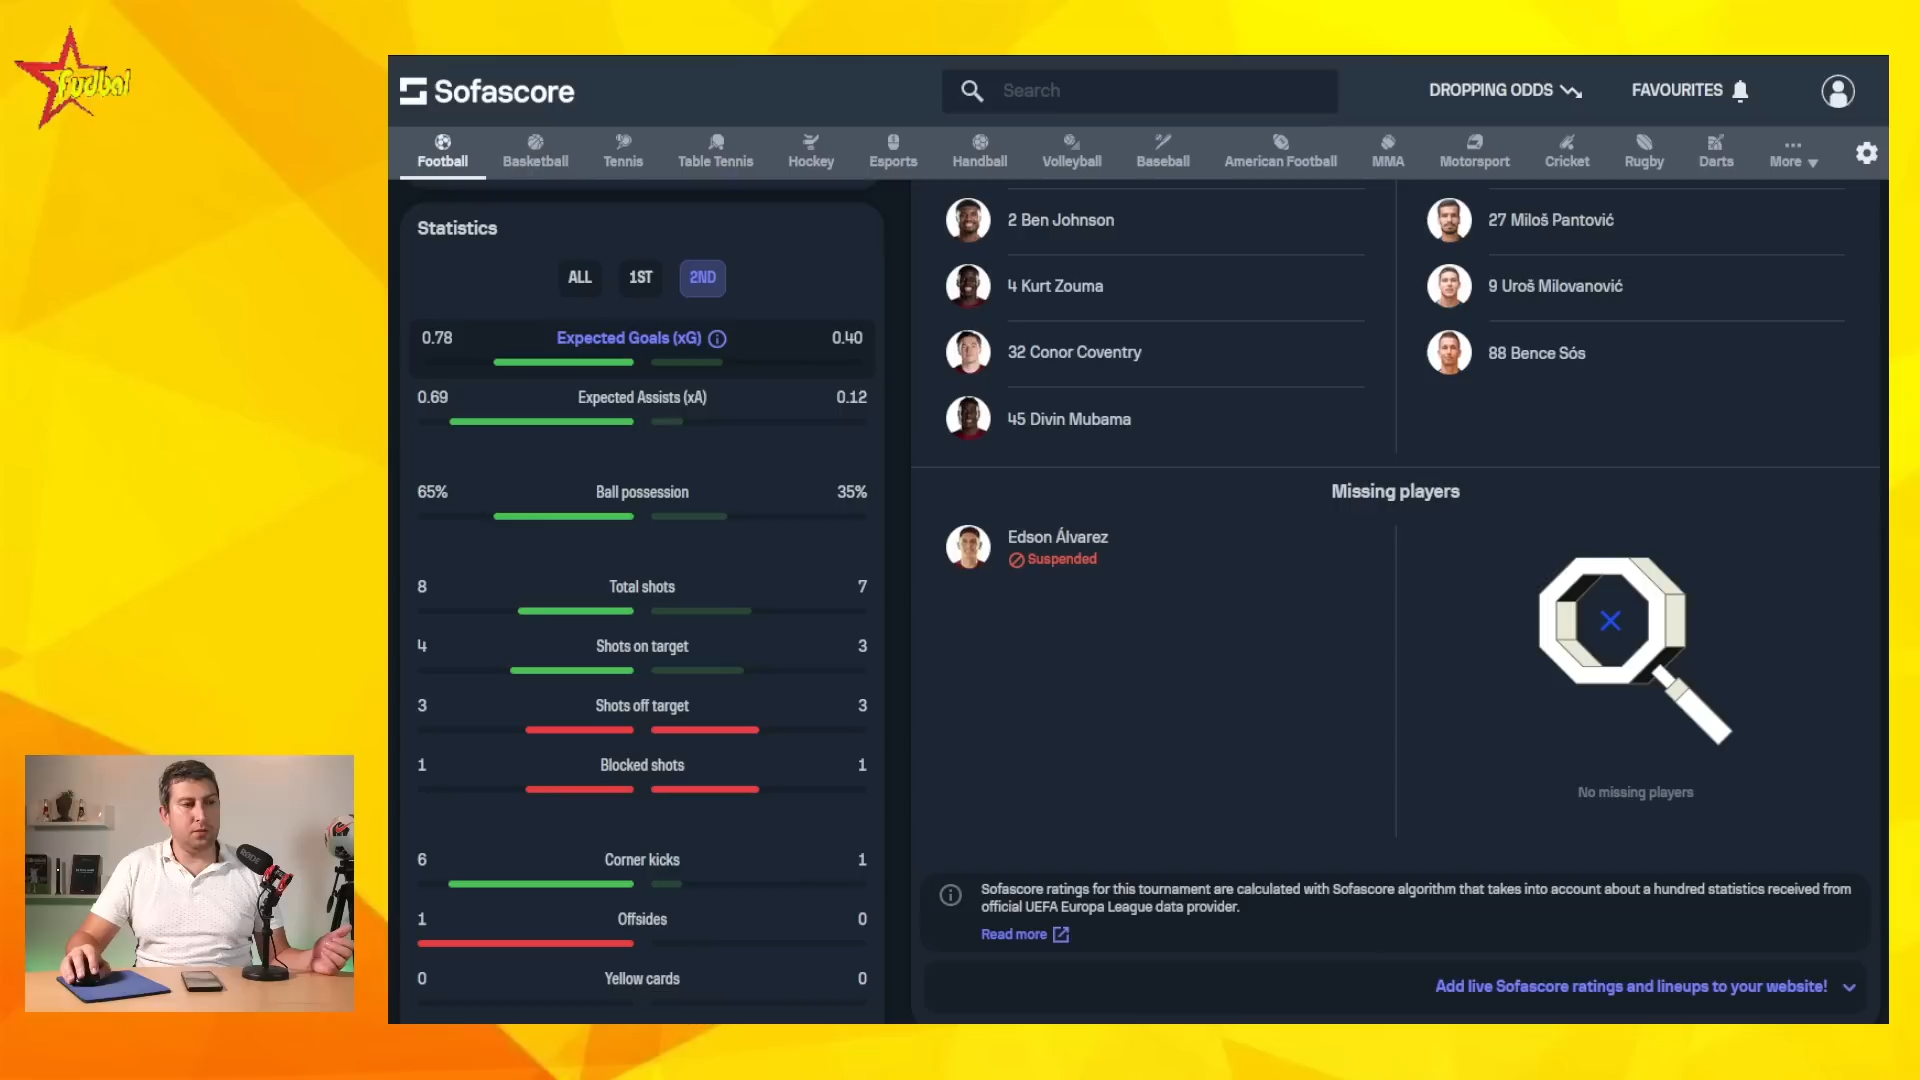 fudbal
Sofascore
Search
DROPPING ODDS
FAVOURITES
Football
Basketball
Tennis
Table Tennis
Hockey
Esports
Handball
Volleyball
Baseball
American Football
MMA
Motorsport
Cricket
Rugby
Darts
More
Statistics
ALL 1ST 2ND
0.78 Expected Goals (xG) 0.40
0.69 Expected Assists (xA) 0.12
65% Ball possession 35%
8 Total shots 7
4 Shots on target 3
3 Shots off target 3
1 Blocked shots 1
6 Corner kicks 1
1 Offsides 0
0 Yellow cards 0
2 Ben Johnson
4 Kurt Zouma
32 Conor Coventry
45 Divin Mubama
27 Miloš Pantović
9 Uroš Milovanović
88 Bence Sós
Missing players
Edson Álvarez
Suspended
No missing players
Sofascore ratings for this tournament are calculated with Sofascore algorithm that takes into account about a hundred statistics received from
official UEFA Europa League data provider.
Read more
Add live Sofascore ratings and lineups to your website!
RODE